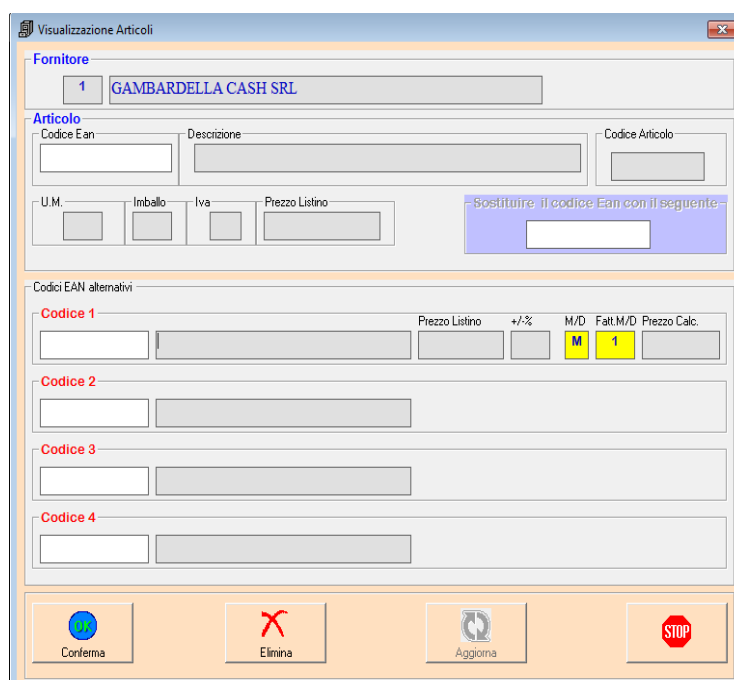 Visualizzazione Articoli
Fornitore
1 GAMBARDELLA CASH SRL
Articolo
Codice Ean Descrizione Codice Articolo
U.M. Imballo Iva Prezzo Listino Sostituire il codice Ean con il seguente
Codici EAN alternativi
Codice 1
Prezzo Listino +/-% M/D Fatt.M/D Prezzo Calc.
M 1
Codice 2
Codice 3
Codice 4
OK STOP
Conferma Elimina Aggiorna